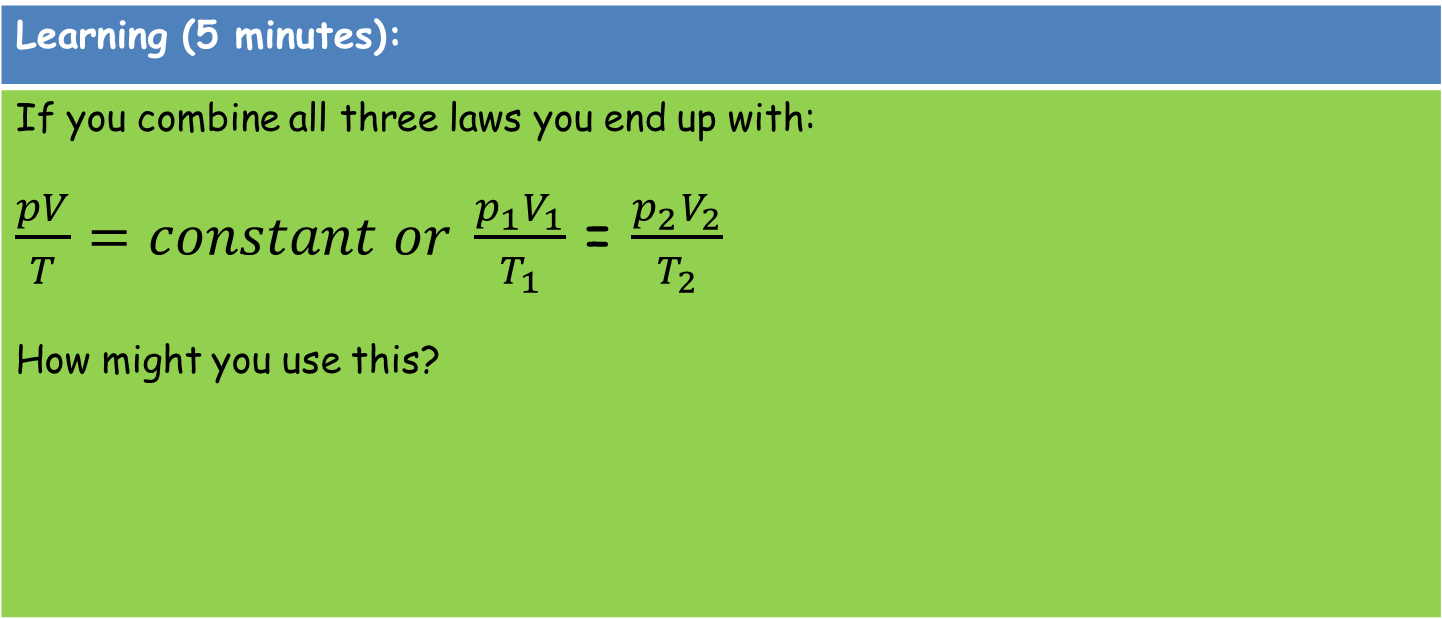 Learning (5 minutes):
If you combine all three laws you end up with:
pV/T = constant or p₁V₁/T₁ = p₂V₂/T₂
How might you use this?